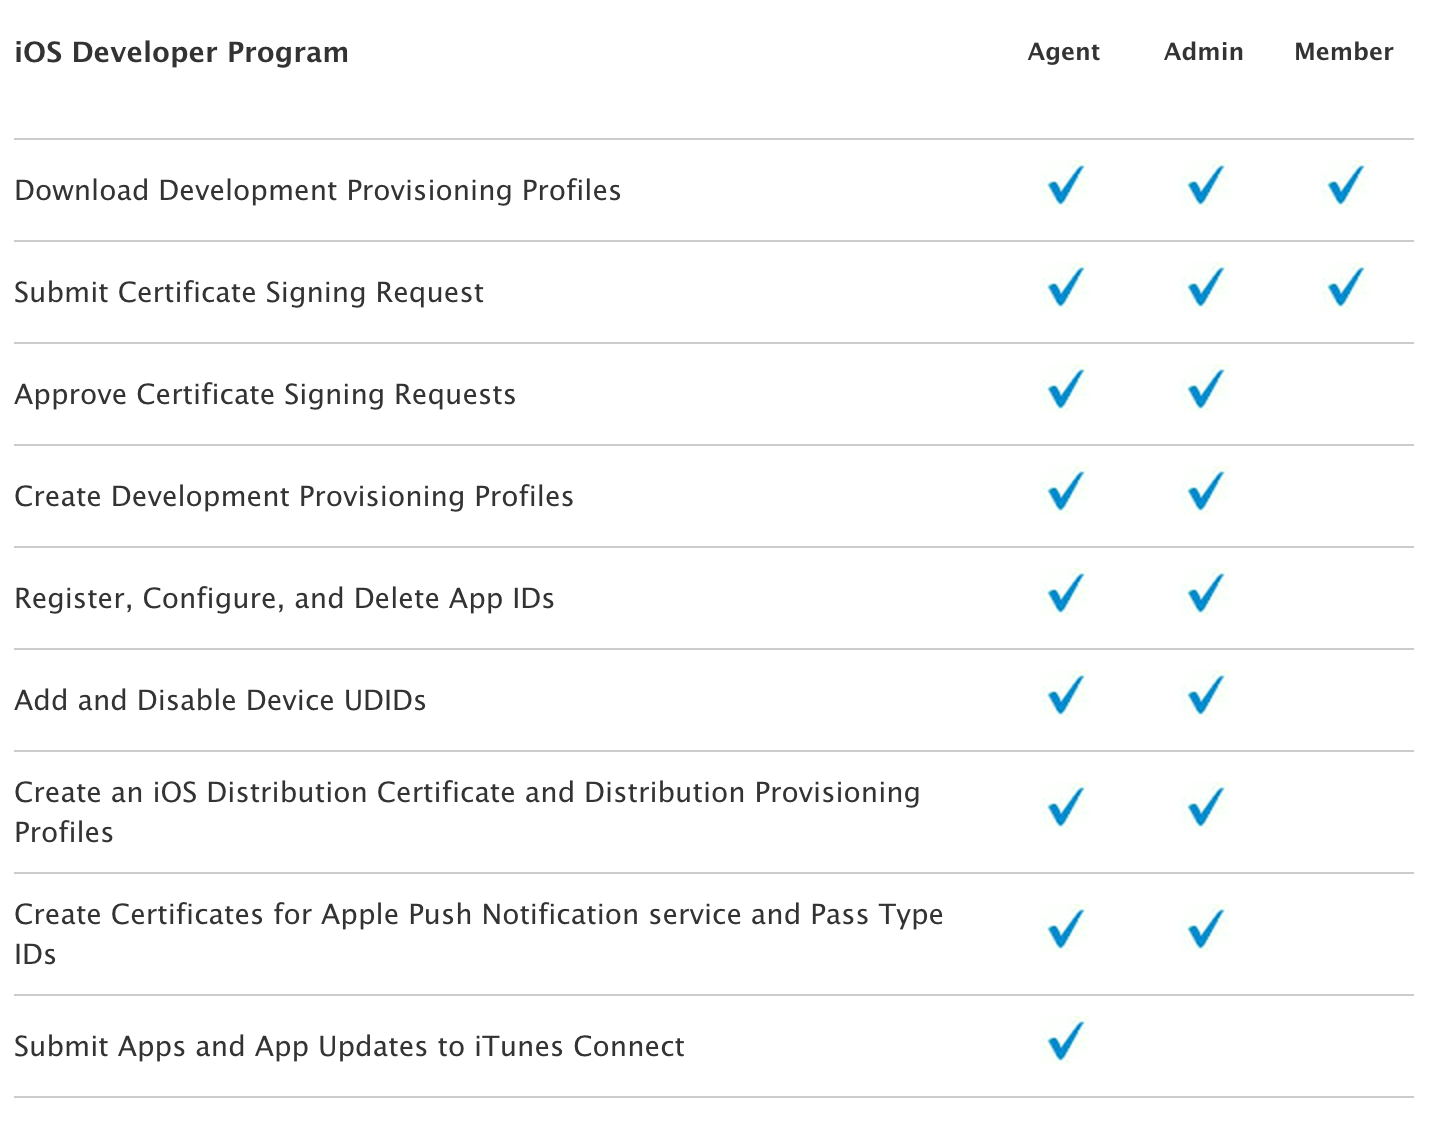 iOS Developer Program Agent Admin Member
Download Development Provisioning Profiles ✓ ✓ ✓
Submit Certificate Signing Request ✓ ✓ ✓
Approve Certificate Signing Requests ✓ ✓
Create Development Provisioning Profiles ✓ ✓
Register, Configure, and Delete App IDs ✓ ✓
Add and Disable Device UDIDs ✓ ✓
Create an iOS Distribution Certificate and Distribution Provisioning
Profiles ✓ ✓
Create Certificates for Apple Push Notification service and Pass Type
IDs ✓ ✓
Submit Apps and App Updates to iTunes Connect ✓